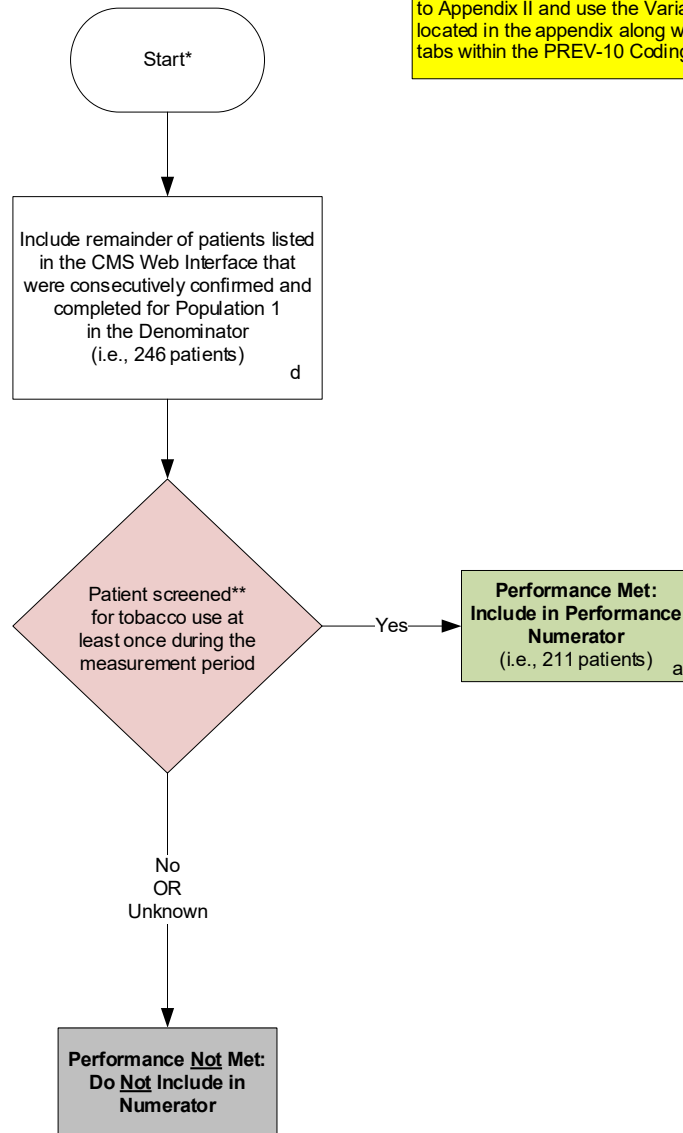 Start*
to Appendix II and use the
located in the appendix along
tabs within the PREV-10
Include remainder of patients listed
in the CMS Web Interface that
were consecutively confirmed and
completed for Population 1
in the Denominator
(i.e., 246 patients)
d
Patient screened**
for tobacco use at
least once during the
measurement period
Yes
Performance Met:
Include in Performance
Numerator
(i.e., 211 patients)
a
No
OR
Unknown
Performance Not Met:
Do Not Include in
Numerator